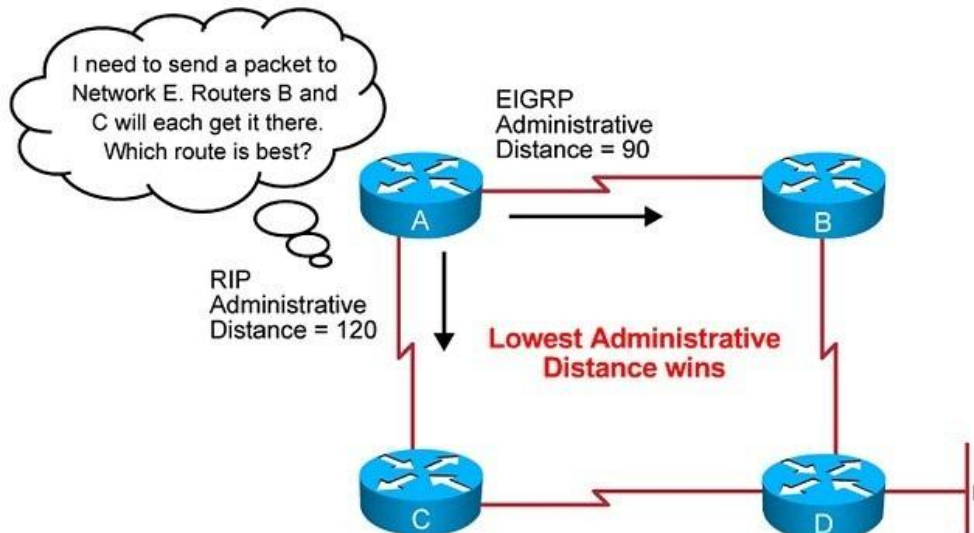 I need to send a packet to
Network E. Routers B and
C will each get it there.
Which route is best?
EIGRP
Administrative
Distance = 90
A
B
RIP
Administrative
Distance = 120
Lowest Administrative
Distance wins
C
D